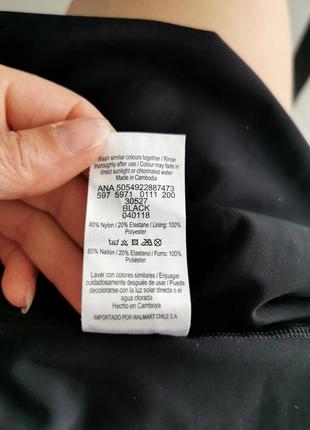 Wash similar colours together / Rinse
thoroughly after use / Colour may fade in
direct sunlight or chlorinated water
Made in Cambodia
ANA 5054922887473
597 5971 0111 200
30527
BLACK
040118
80% Nylon / 20% Elastane / Lining: 100%
Polyester
80% Nailon / 20% Elastano / Forro: 100%
Poliéster
Lavar con colores similares / Enjuagar
cuidadosamente después de usar / Puede
decolorarse con la luz solar directa o el
agua clorada
Hecho en Camboya
IMPORTADO POR WALMART CHILE S.A